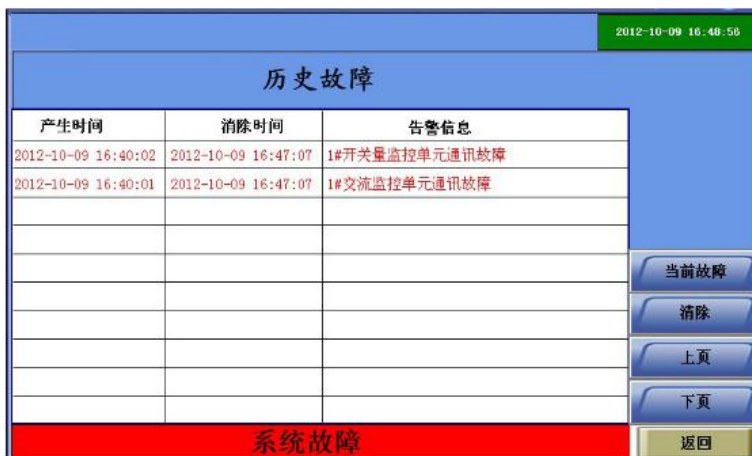 2012-10-09 16:48:56
历史故障
产生时间 消除时间 告警信息
2012-10-09 16:40:02 2012-10-09 16:47:07 1#开关量监控单元通讯故障
2012-10-09 16:40:01 2012-10-09 16:47:07 1#交流监控单元通讯故障
当前故障
清除
上页
下页
系统故障
返回